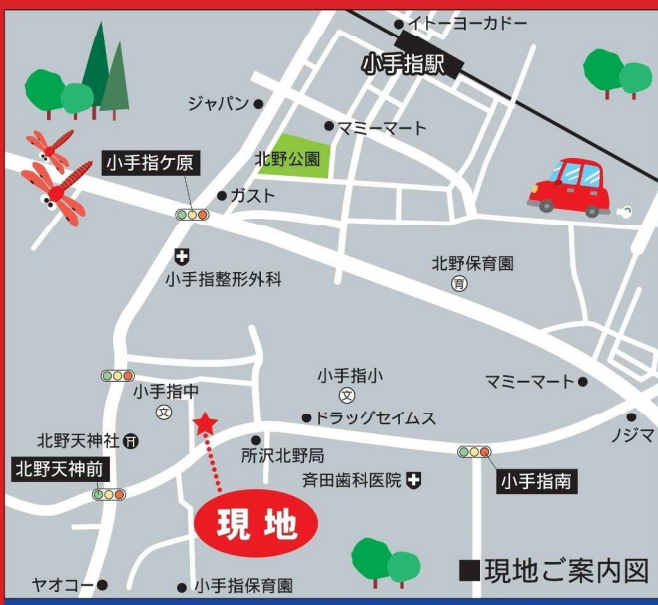 イトーヨーカドー
小手指駅
ジャパン
マミーマート
北野公園
小手指ケ原
ガスト
小手指整形外科
北野保育園
育
小手指中
文
小手指小
文
マミーマート
ドラッグセイムス
ノジマ
北野天神社
所沢北野局
北野天神前
斉田歯科医院
小手指南
現地
■現地ご案内図
ヤオコー
小手指保育園